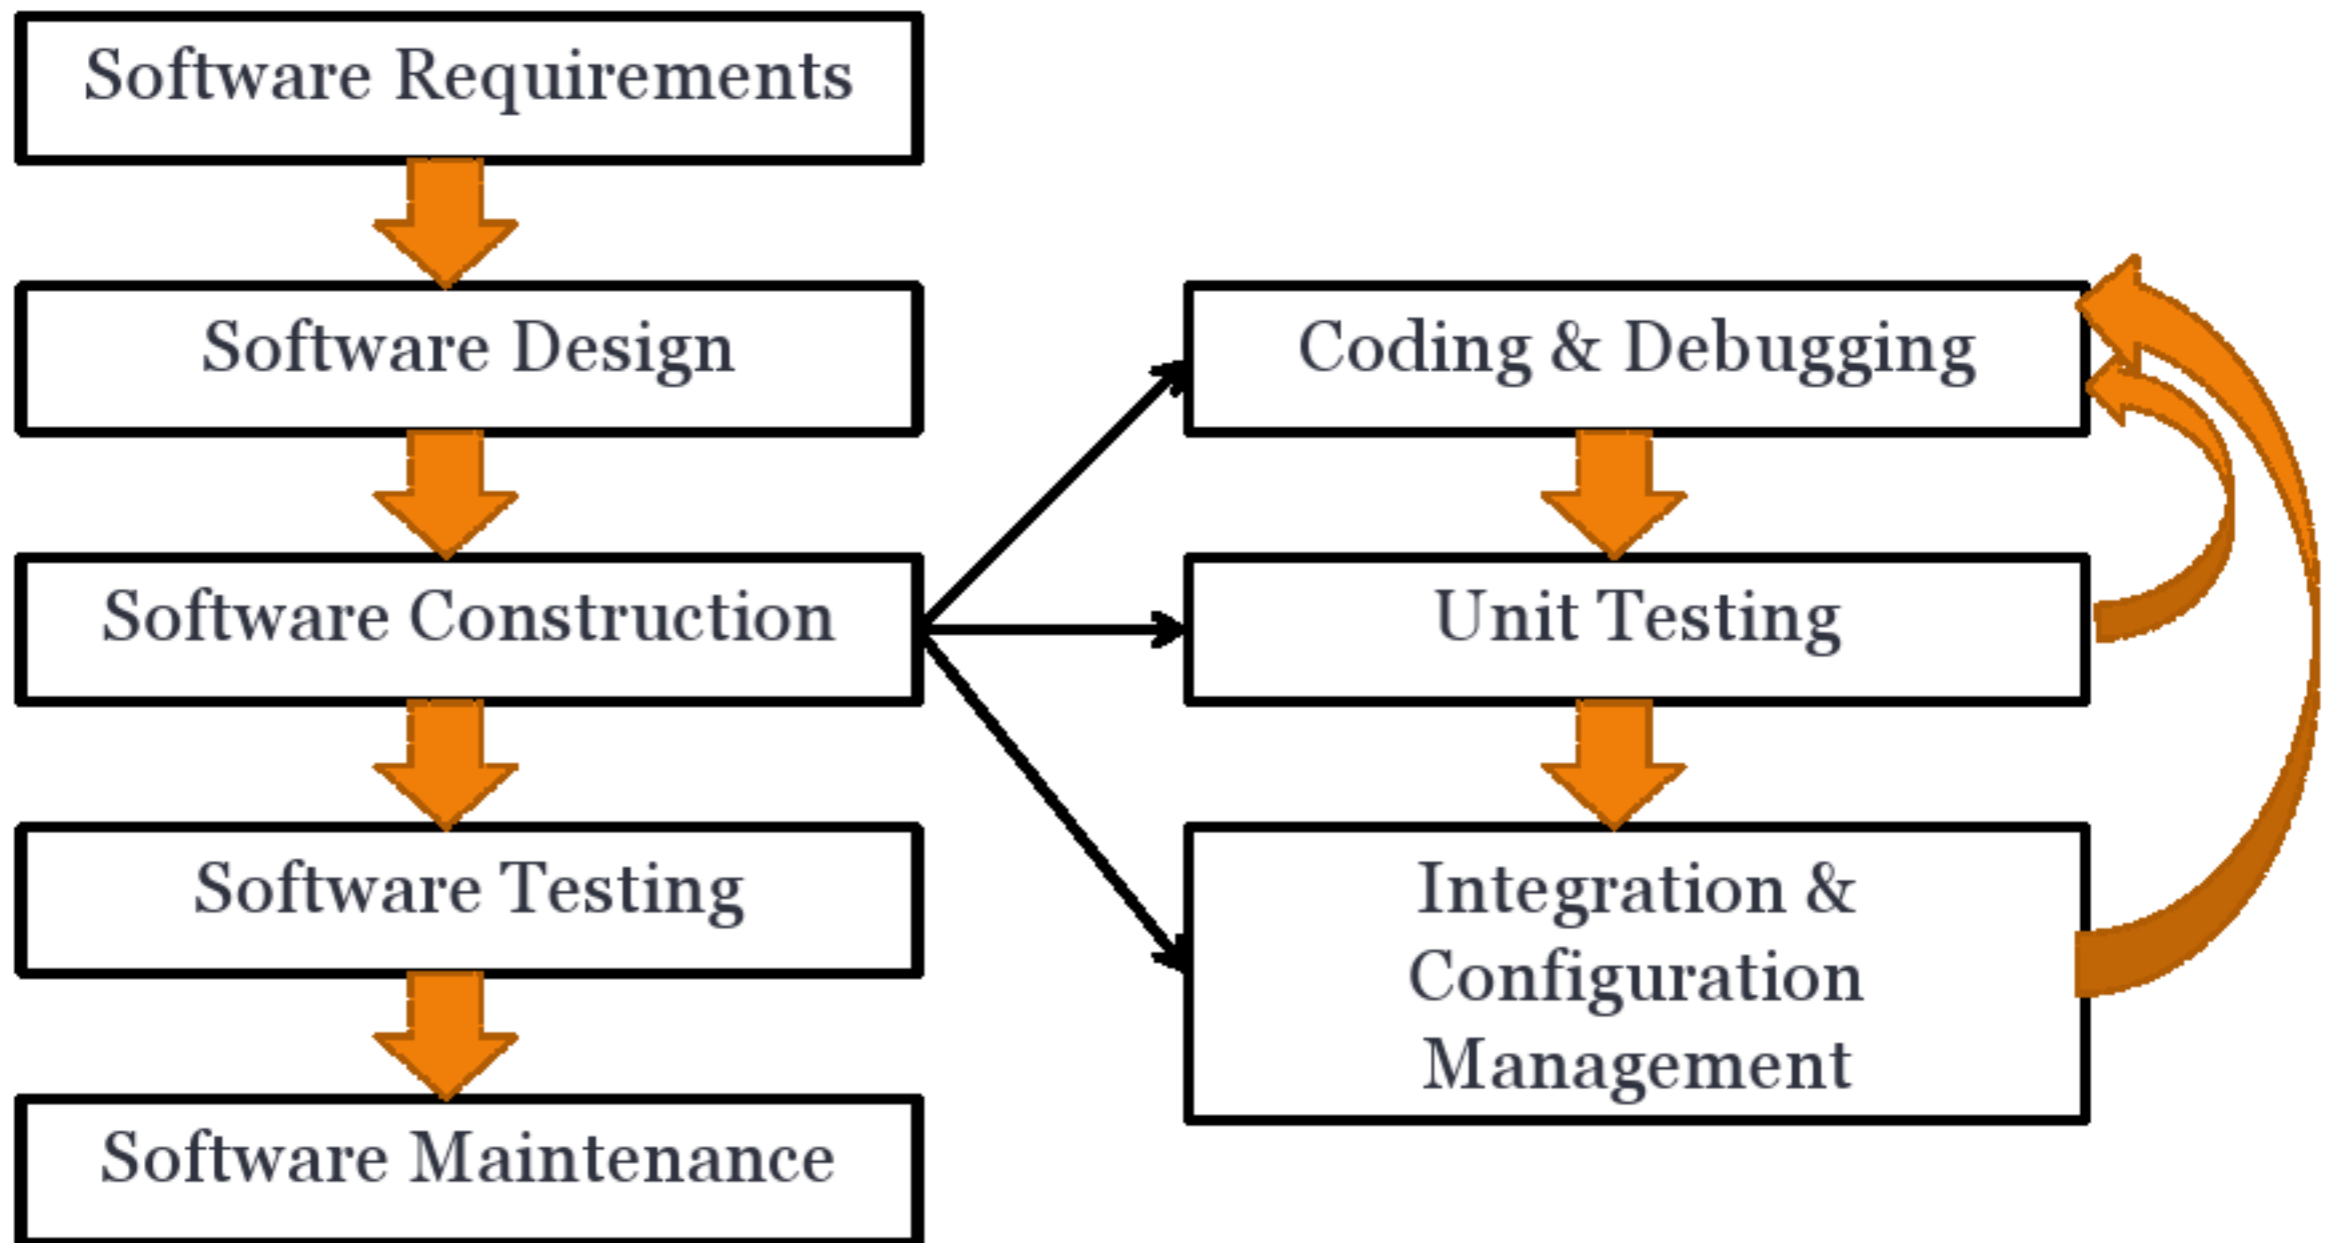 Software Requirements
Software Design
Software Construction
Software Testing
Software Maintenance
Coding & Debugging
Unit Testing
Integration &
Configuration
Management